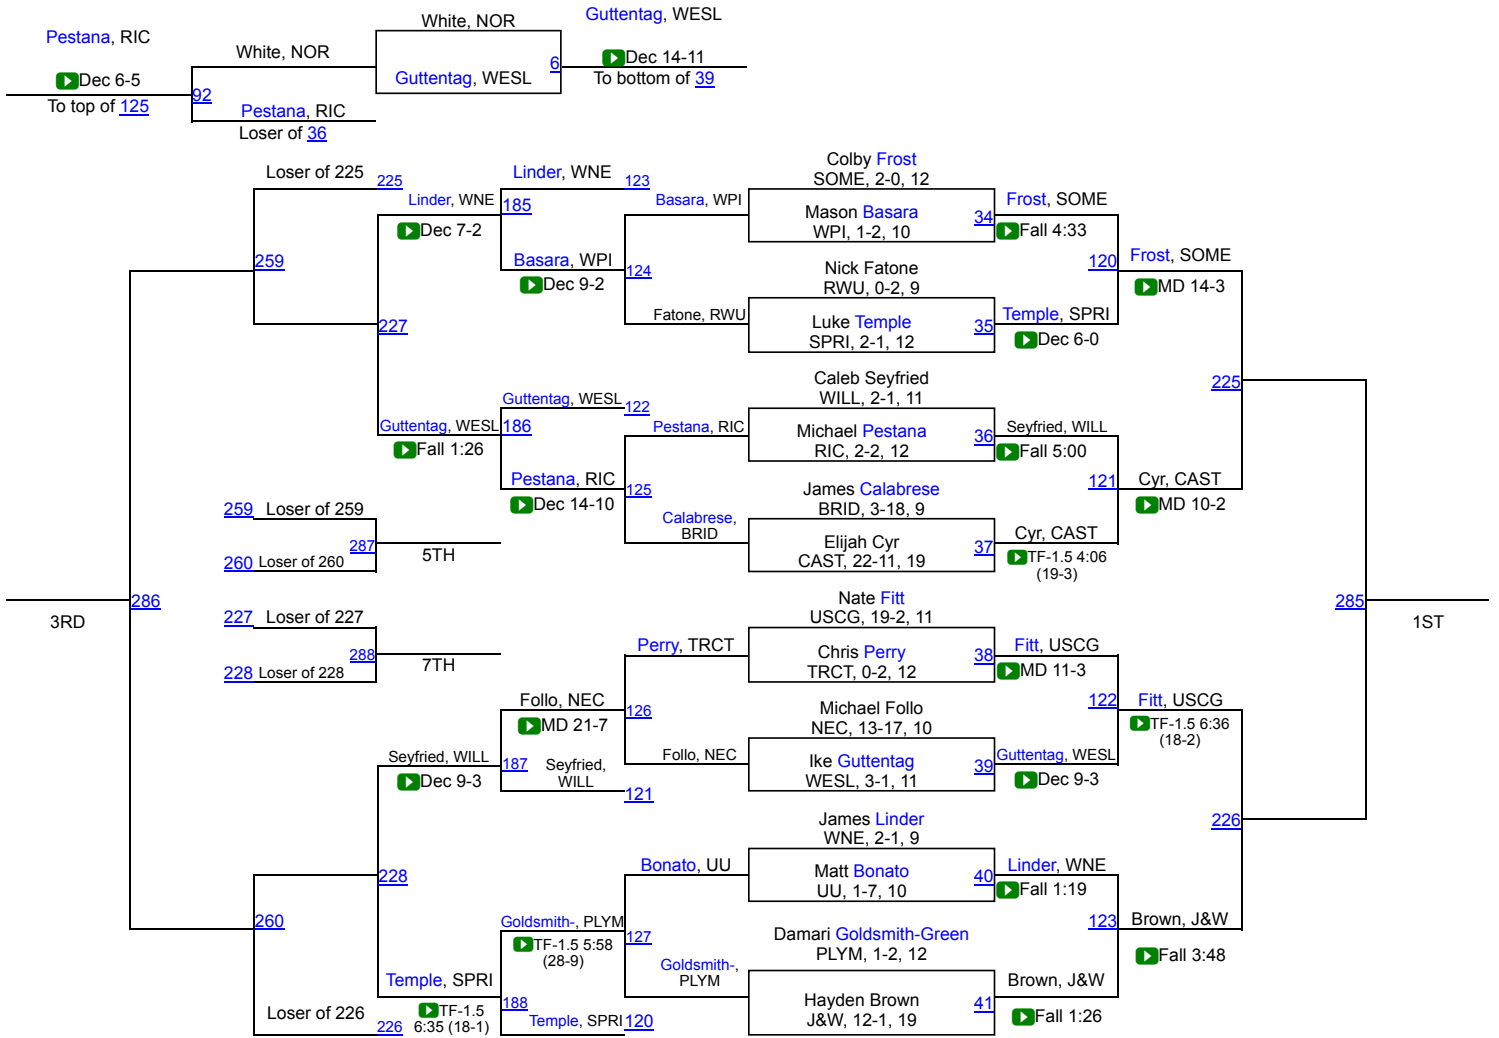 White, NOR
Guttentag, WESL
Pestana, RIC
White, NOR
Dec 14-11
Dec 6-5
6
Guttentag, WESL
To bottom of 39
92
To top of 125
Pestana, RIC
Loser of 36
Colby Frost
SOME, 2-0, 12
Loser of 225
225
Linder, WNE
123
Linder, WNE
185
Basara, WPI
Mason Basara
WPI, 1-2, 10
34
Frost, SOME
Fall 4:33
Dec 7-2
259
Basara, WPI
Dec 9-2
124
Nick Fatone
RWU, 0-2, 9
120
Frost, SOME
MD 14-3
227
Fatone, RWU
Luke Temple
SPRI, 2-1, 12
35
Temple, SPRI
Dec 6-0
Caleb Seyfried
WILL, 2-1, 11
225
Guttentag, WESL
122
Guttentag, WESL
186
Fall 1:26
Pestana, RIC
Michael Pestana
RIC, 2-2, 12
36
Seyfried, WILL
Fall 5:00
Pestana, RIC
Dec 14-10
125
James Calabrese
BRID, 3-18, 9
121
Cyr, CAST
MD 10-2
259
Loser of 259
287
5TH
260
Loser of 260
Calabrese,
BRID
Elijah Cyr
CAST, 22-11, 19
37
Cyr, CAST
TF-1.5 4:06
(19-3)
286
3RD
285
1ST
227
Loser of 227
288
7TH
228
Loser of 228
Nate Fitt
USCG, 19-2, 11
Perry, TRCT
Chris Perry
TRCT, 0-2, 12
38
Fitt, USCG
MD 11-3
Follo, NEC
MD 21-7
126
Michael Follo
NEC, 13-17, 10
122
Fitt, USCG
TF-1.5 6:36
(18-2)
Seyfried, WILL
Dec 9-3
187
Seyfried,
WILL
121
Follo, NEC
Ike Guttentag
WESL, 3-1, 11
39
Guttentag, WESL
Dec 9-3
James Linder
WNE, 2-1, 9
226
228
Bonato, UU
Matt Bonato
UU, 1-7, 10
40
Linder, WNE
Fall 1:19
260
Goldsmith-, PLYM
TF-1.5 5:58
(28-9)
127
Damari Goldsmith-Green
PLYM, 1-2, 12
123
Brown, J&W
Fall 3:48
Temple, SPRI
TF-1.5
6:35 (18-1)
188
Goldsmith-,
PLYM
Hayden Brown
J&W, 12-1, 19
41
Brown, J&W
Fall 1:26
Loser of 226
226
Temple, SPRI
120